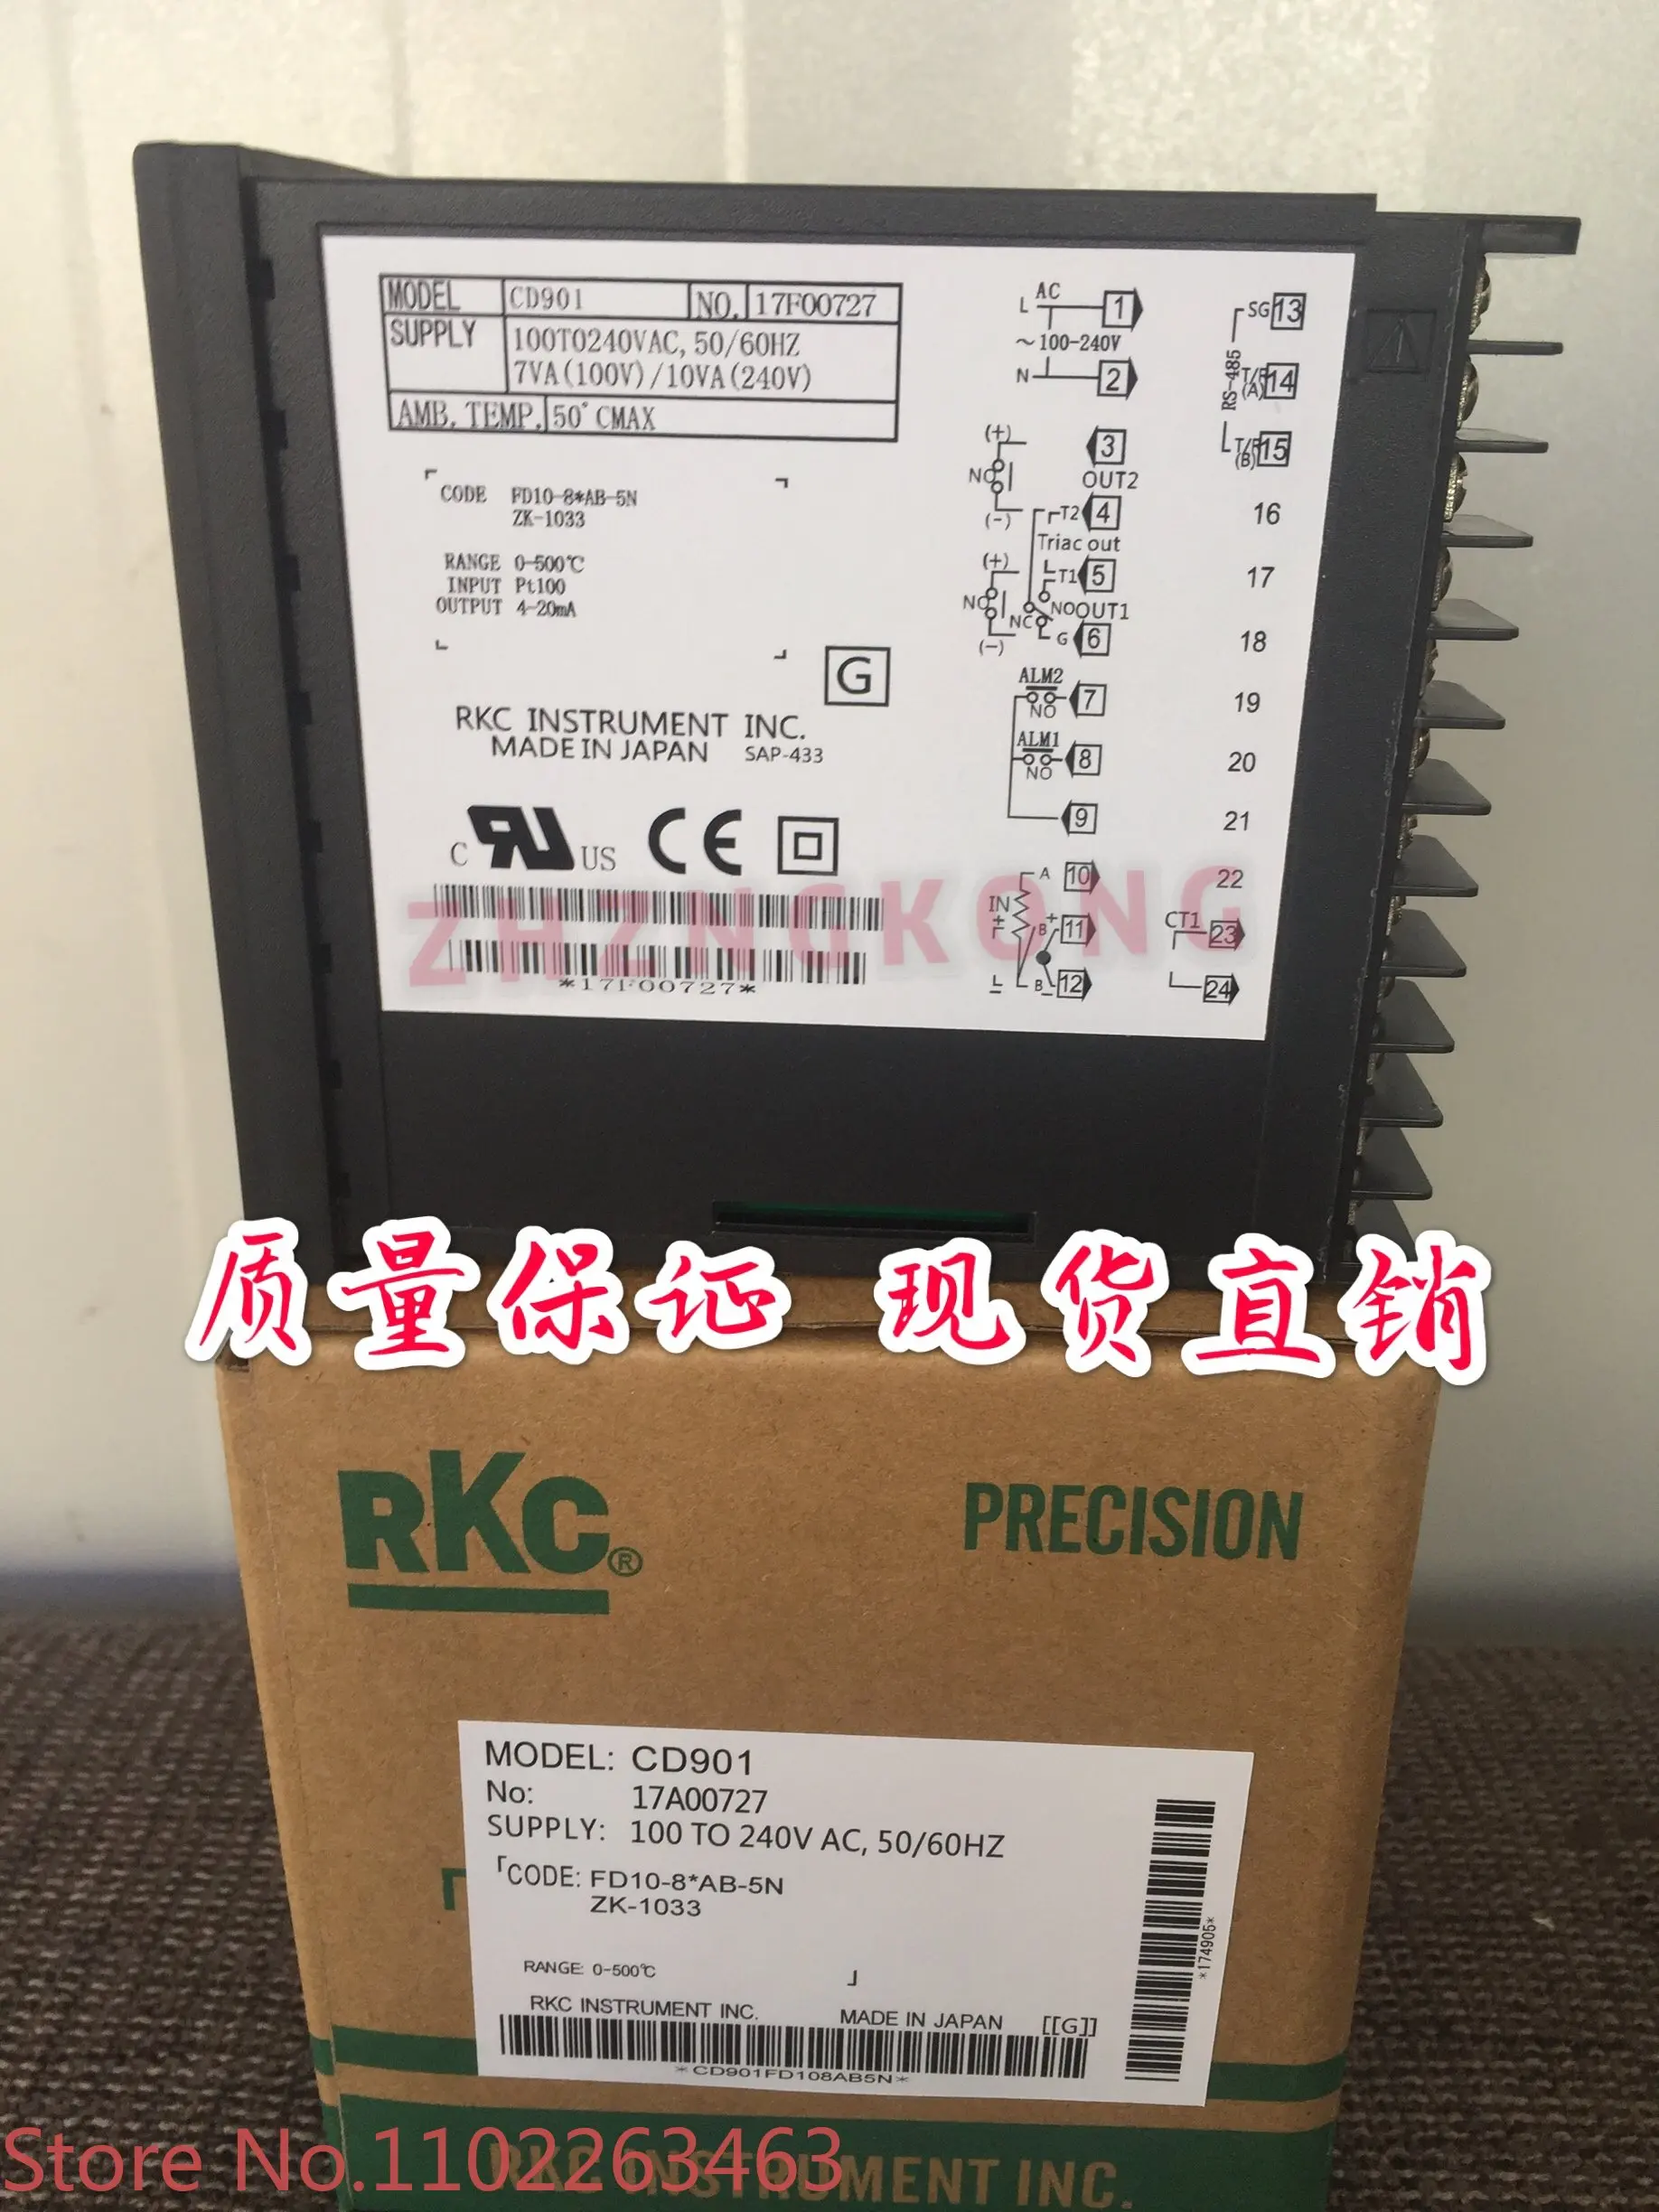 MODEL CD901 NO. 17F00727
SUPPLY 100TO240VAC, 50/60HZ
7VA(100V)/10VA(240V)
AMB. TEMP. 50°CMAX
CODE FD10-8*AB-5N
ZK-1033
RANGE 0-500℃
INPUT Pt100
OUTPUT 4-20mA
G
RKC INSTRUMENT INC.
MADE IN JAPAN SAP-433
C US CE
*17F00727*
AC
L 1
~100-240V
N 2
(+) 3
NO OUT2
(-) T2 4
Triac out
(+) T1 5
NO NO OUT1
NC
(-) G 6
ALM2
7
NO
ALM1
8
NO
9
A 10
IN + B 11
- B 12
SG 13
RS-485
(A) 14
(B) 15
16
17
18
19
20
21
22
CT1 23
24
ZHZNGKONG
质量保证 现货直销
RKC® PRECISION
MODEL: CD901
No: 17A00727
SUPPLY: 100 TO 240V AC, 50/60HZ
CODE: FD10-8*AB-5N
ZK-1033
RANGE: 0-500℃
RKC INSTRUMENT INC. MADE IN JAPAN [[G]]
*CD901FD108AB5N*
*174905*
RKC INSTRUMENT INC.
Store No.1102263463